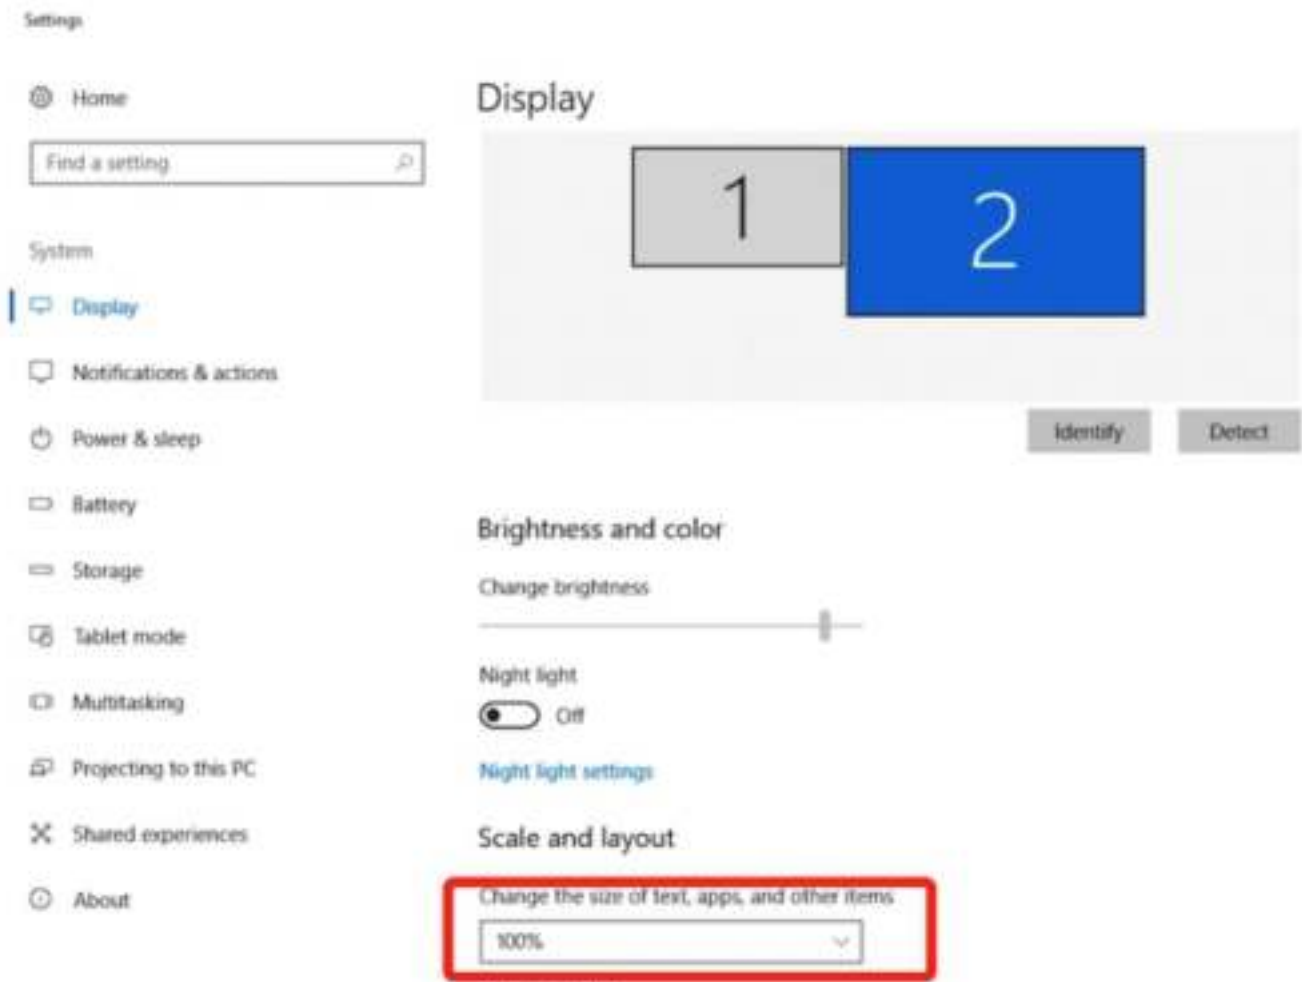 Settings
Home
Find a setting
System
Display
Notifications & actions
Power & sleep
Battery
Storage
Tablet mode
Multitasking
Projecting to this PC
Shared experiences
About
Display
1
2
Identify
Detect
Brightness and color
Change brightness
Night light
Off
Night light settings
Scale and layout
Change the size of text, apps, and other items
100%